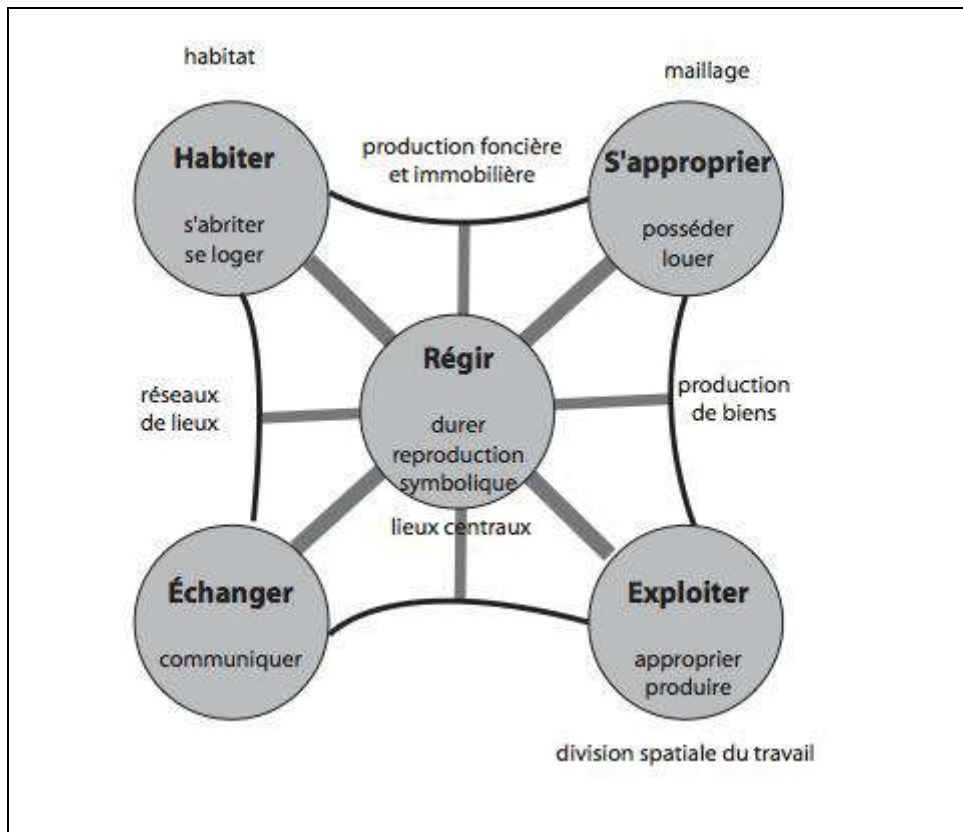 habitat
maillage
Habiter
s'abriter
se loger
production foncière
et immobilière
S'approprier
posséder
louer
Régir
durer
reproduction
symbolique
réseaux
de lieux
production
de biens
lieux centraux
Échanger
communiquer
Exploiter
approprier
produire
division spatiale du travail